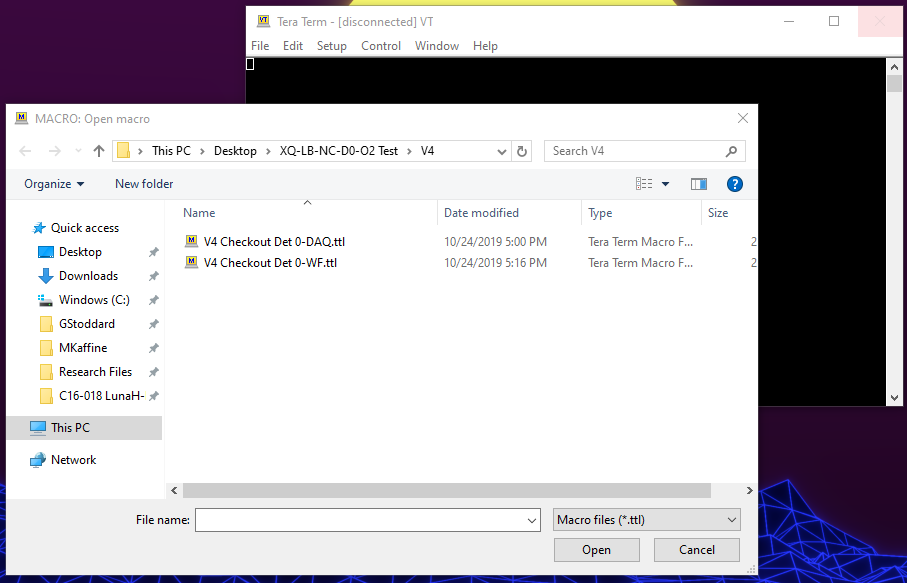 VT Tera Term - [disconnected] VT
File Edit Setup Control Window Help
M MACRO: Open macro
This PC > Desktop > XQ-LB-NC-D0-O2 Test > V4
Search V4
Organize New folder ?
Name Date modified Type Size
Quick access
Desktop
Downloads
Windows (C:)
GStoddard
MKaffine
Research Files
C16-018 LunaH-
This PC
Network
M V4 Checkout Det 0-DAQ.ttl 10/24/2019 5:00 PM Tera Term Macro F... 2
M V4 Checkout Det 0-WF.ttl 10/24/2019 5:16 PM Tera Term Macro F... 2
File name: Macro files (*.ttl)
Open Cancel